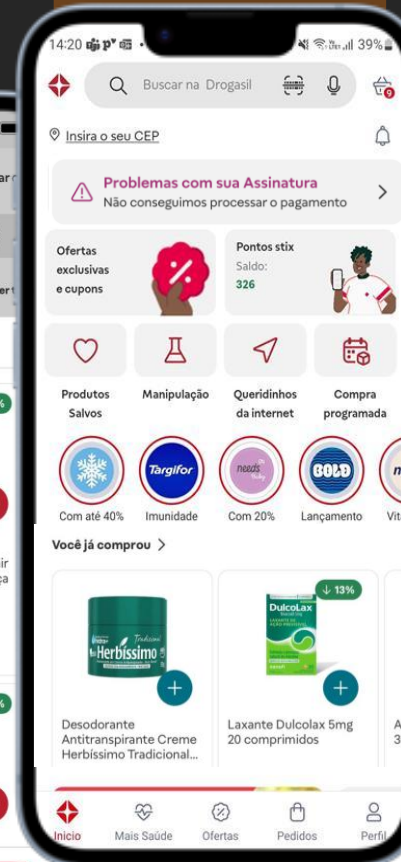 14:20
39%
Buscar na Drogasil
9
Insira o seu CEP
Problemas com sua Assinatura
Não conseguimos processar o pagamento
Ofertas
exclusivas
e cupons
Pontos stix
Saldo:
326
Produtos
Salvos
Manipulação
Queridinhos
da internet
Compra
programada
Targifor
needs
BOLD
Com até 40%
Imunidade
Com 20%
Lançamento
Você já comprou
Tradicional
Herbíssimo
Desodorante
Antitranspirante Creme
Herbíssimo Tradicional...
13%
DulcoLax
Laxante Dulcolax 5mg
20 comprimidos
Inicio
Mais Saúde
Ofertas
Pedidos
Perfil